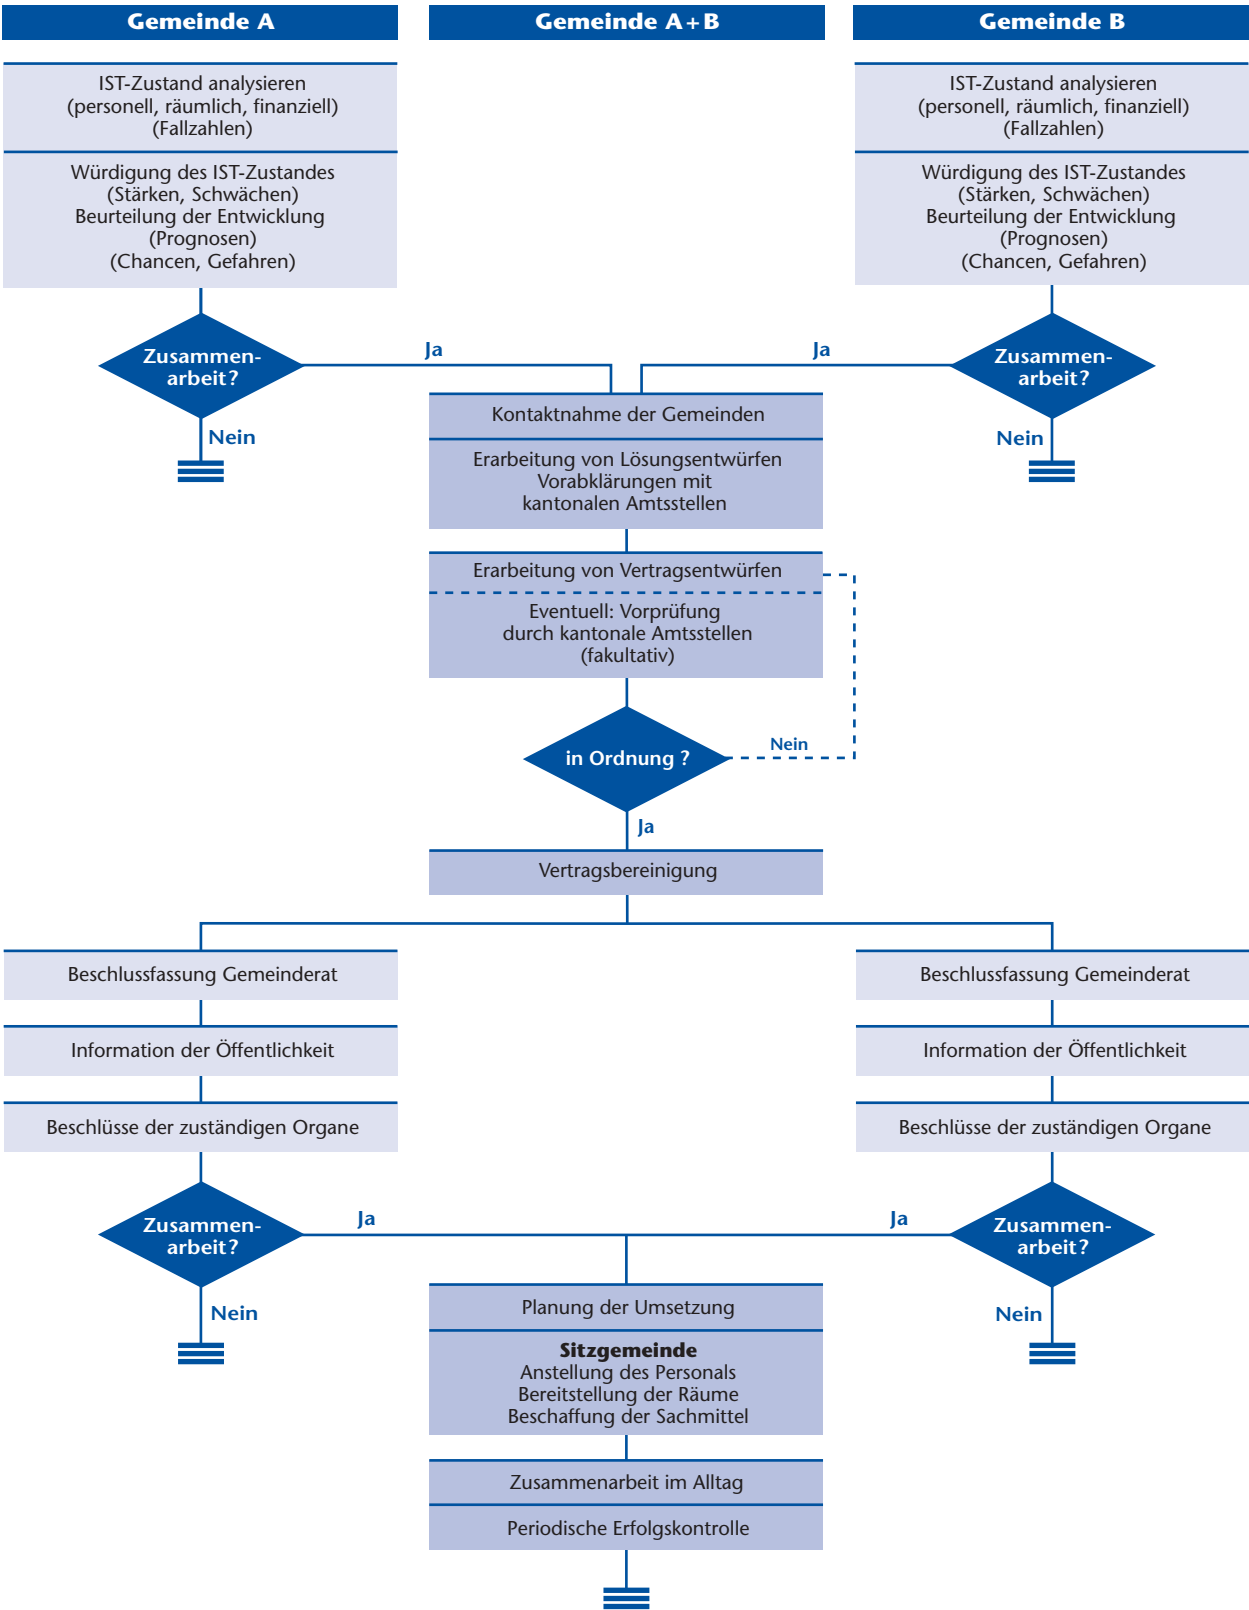 Gemeinde A
Gemeinde A+B
Gemeinde B
IST-Zustand analysieren
(personell, räumlich, finanziell)
(Fallzahlen)
IST-Zustand analysieren
(personell, räumlich, finanziell)
(Fallzahlen)
Würdigung des IST-Zustandes
(Stärken, Schwächen)
Beurteilung der Entwicklung
(Prognosen)
(Chancen, Gefahren)
Würdigung des IST-Zustandes
(Stärken, Schwächen)
Beurteilung der Entwicklung
(Prognosen)
(Chancen, Gefahren)
Zusammen-
arbeit?
Ja
Ja
Zusammen-
arbeit?
Nein
Nein
Kontaktnahme der Gemeinden
Erarbeitung von Lösungsentwürfen
Vorabklärungen mit
kantonalen Amtsstellen
Erarbeitung von Vertragsentwürfen
Eventuell: Vorprüfung
durch kantonale Amtsstellen
(fakultativ)
in Ordnung ?
Nein
Ja
Vertragsbereinigung
Beschlussfassung Gemeinderat
Beschlussfassung Gemeinderat
Information der Öffentlichkeit
Information der Öffentlichkeit
Beschlüsse der zuständigen Organe
Beschlüsse der zuständigen Organe
Zusammen-
arbeit?
Ja
Ja
Zusammen-
arbeit?
Nein
Nein
Planung der Umsetzung
Sitzgemeinde
Anstellung des Personals
Bereitstellung der Räume
Beschaffung der Sachmittel
Zusammenarbeit im Alltag
Periodische Erfolgskontrolle